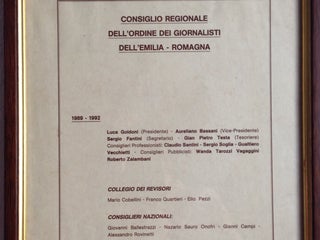 CONSIGLIO REGIONALE
DELL'ORDINE DEI GIORNALISTI
DELL'EMILIA - ROMAGNA
1989 - 1992
Luca Goldoni (Presidente) - Aureliano Bassani (Vice-Presidente)
Sergio Fantini (Segretario) - Gian Pietro Testa (Tesoriere)
Consiglieri Professionisti: Claudio Santini - Sergio Soglia - Gualtiero
Vecchietti - Consiglieri Pubblicisti: Wanda Tarozzi Vagaggini
Roberto Zalambani
COLLEGIO DEI REVISORI
Mario Cobellini - Franco Quartieri - Elio Pezzi
CONSIGLIERI NAZIONALI:
Giovanni Ballestrazzi - Nazario Sauro Onofri - Gianni Campi -
Alessandro Rovinetti